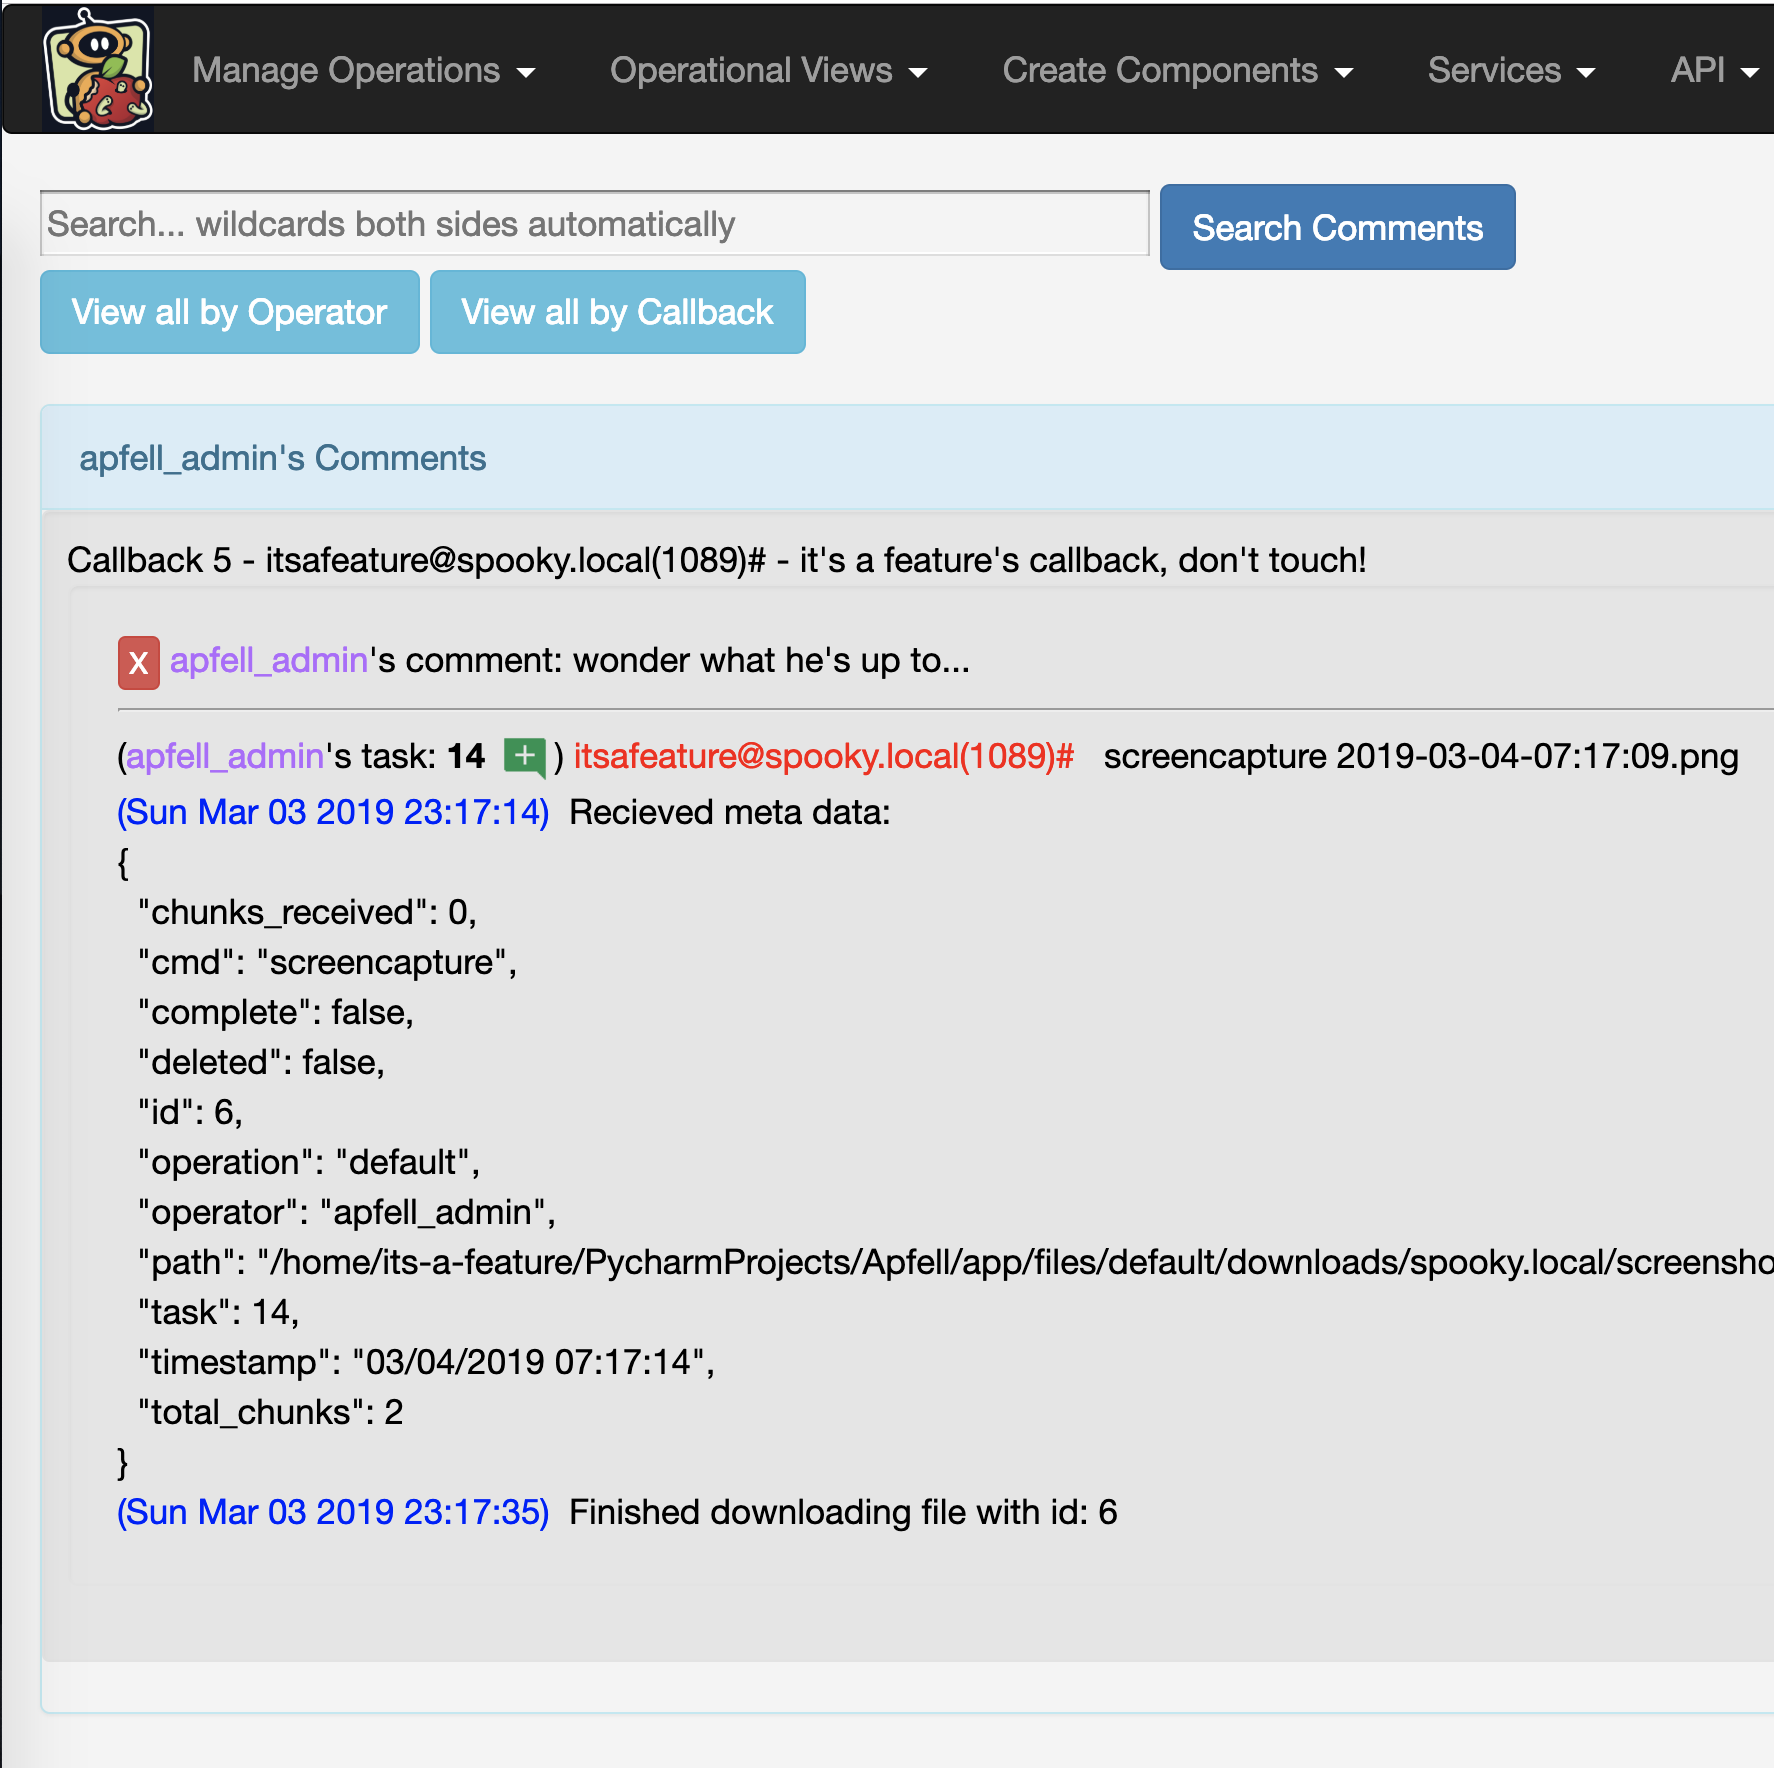 Manage Operations Operational Views Create Components Services API
Search... wildcards both sides automatically Search Comments
View all by Operator View all by Callback
apfell_admin's Comments
Callback 5 - itsafeature@spooky.local(1089)# - it's a feature's callback, don't touch!
X apfell_admin's comment: wonder what he's up to...
(apfell_admin's task: 14 + ) itsafeature@spooky.local(1089)# screencapture 2019-03-04-07:17:09.png
(Sun Mar 03 2019 23:17:14) Recieved meta data:
{
"chunks_received": 0,
"cmd": "screencapture",
"complete": false,
"deleted": false,
"id": 6,
"operation": "default",
"operator": "apfell_admin",
"path": "/home/its-a-feature/PycharmProjects/Apfell/app/files/default/downloads/spooky.local/screensho
"task": 14,
"timestamp": "03/04/2019 07:17:14",
"total_chunks": 2
}
(Sun Mar 03 2019 23:17:35) Finished downloading file with id: 6